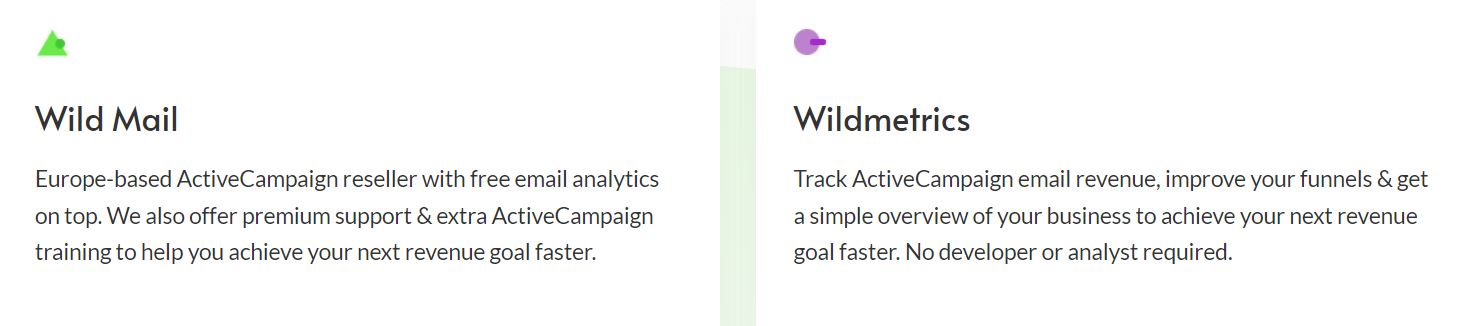 Wild Mail
Europe-based ActiveCampaign reseller with free email analytics
on top. We also offer premium support & extra ActiveCampaign
training to help you achieve your next revenue goal faster.
Wildmetrics
Track ActiveCampaign email revenue, improve your funnels & get
a simple overview of your business to achieve your next revenue
goal faster. No developer or analyst required.